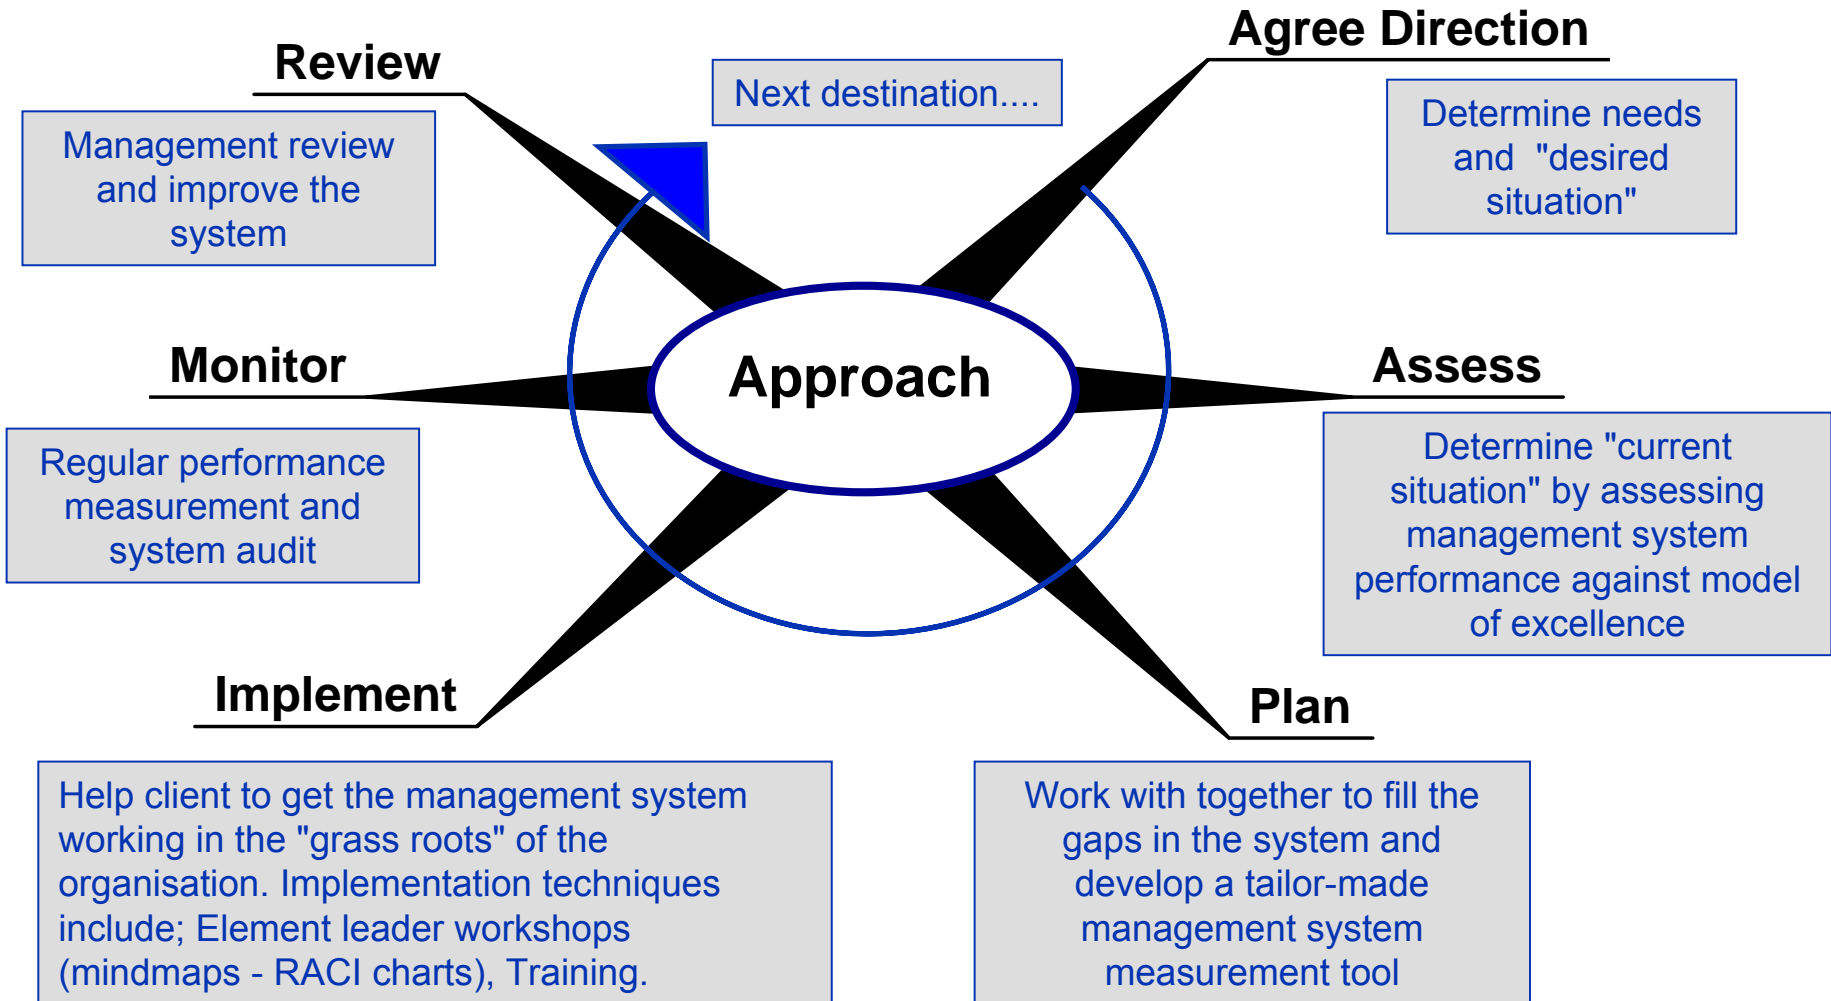 Agree Direction
Review
Next destination....
Determine needs
and "desired
situation"
Management review
and improve the
system
Approach
Monitor
Assess
Regular performance
measurement and
system audit
Determine "current
situation" by assessing
management system
performance against model
of excellence
Implement
Plan
Help client to get the management system
working in the "grass roots" of the
organisation. Implementation techniques
include; Element leader workshops
(mindmaps - RACI charts), Training.
Work with together to fill the
gaps in the system and
develop a tailor-made
management system
measurement tool